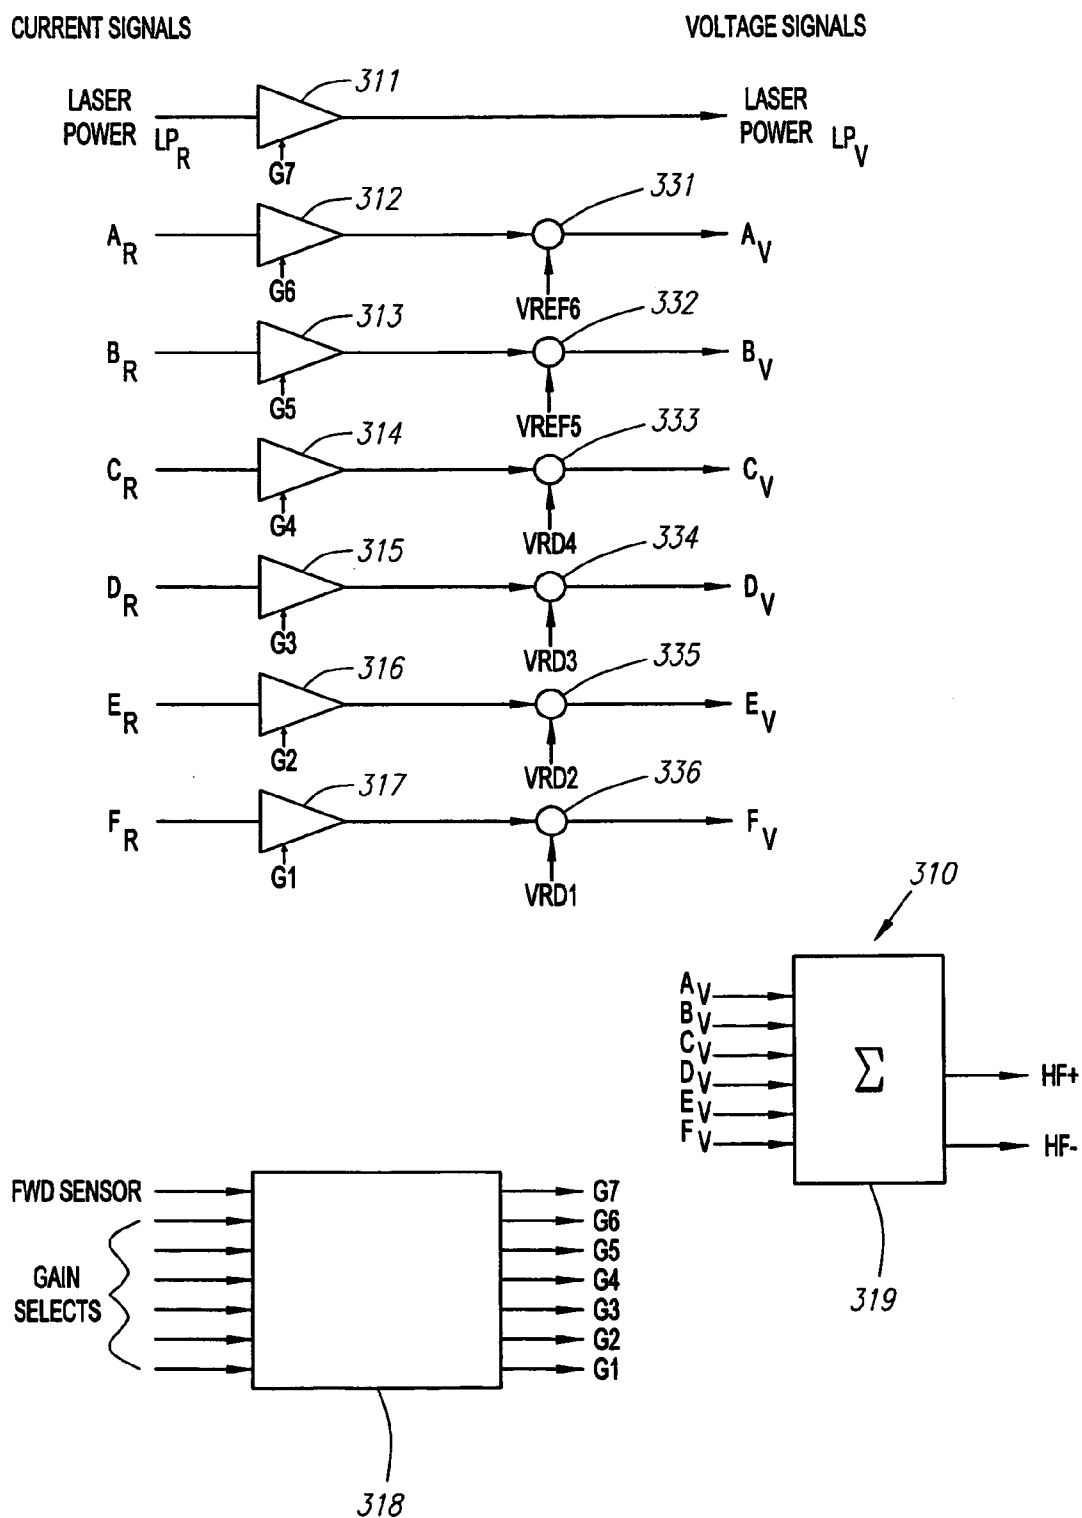 CURRENT SIGNALS VOLTAGE SIGNALS
311
LASER POWER LP_R LASER POWER LP_V
G7
312 331
A_R A_V
G6 VREF6
313 332
B_R B_V
G5 VREF5
314 333
C_R C_V
G4 VRD4
315 334
D_R D_V
G3 VRD3
316 335
E_R E_V
G2 VRD2
317 336
F_R F_V
G1 VRD1
310
A_V
B_V
C_V
D_V
E_V
F_V
Σ
HF+
HF-
319
FWD SENSOR
GAIN
SELECTS
G7
G6
G5
G4
G3
G2
G1
318